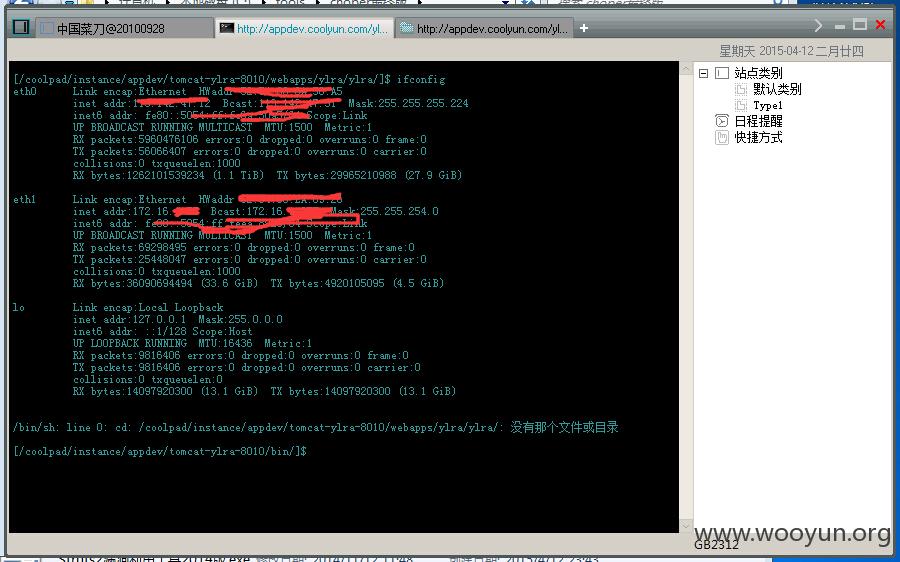 中国菜刀@20100928
http://appdev.coolyun.com/yl...
http://appdev.coolyun.com/yl...
星期天 2015-04-12 二月廿四
[/coolpad/instance/appdev/tomcat-ylra-8010/webapps/ylra/ylra/]$ ifconfig
eth0 Link encap:Ethernet HWaddr
inet addr: Bcast: Mask:255.255.255.224
inet6 addr: Scope:Link
UP BROADCAST RUNNING MULTICAST MTU:1500 Metric:1
RX packets:5960476106 errors:0 dropped:0 overruns:0 frame:0
TX packets:56066407 errors:0 dropped:0 overruns:0 carrier:0
collisions:0 txqueuelen:1000
RX bytes:1262101539234 (1.1 TiB) TX bytes:29965210988 (27.9 GiB)
eth1 Link encap:Ethernet HWaddr
inet addr:172.16. Bcast:172.16. Mask:255.255.254.0
inet6 addr: Scope:Link
UP BROADCAST RUNNING MULTICAST MTU:1500 Metric:1
RX packets:69298495 errors:0 dropped:0 overruns:0 frame:0
TX packets:25448047 errors:0 dropped:0 overruns:0 carrier:0
collisions:0 txqueuelen:1000
RX bytes:36090694494 (33.6 GiB) TX bytes:4920105095 (4.5 GiB)
lo Link encap:Local Loopback
inet addr:127.0.0.1 Mask:255.0.0.0
inet6 addr: ::1/128 Scope:Host
UP LOOPBACK RUNNING MTU:16436 Metric:1
RX packets:9816406 errors:0 dropped:0 overruns:0 frame:0
TX packets:9816406 errors:0 dropped:0 overruns:0 carrier:0
collisions:0 txqueuelen:0
RX bytes:14097920300 (13.1 GiB) TX bytes:14097920300 (13.1 GiB)
/bin/sh: line 0: cd: /coolpad/instance/appdev/tomcat-ylra-8010/webapps/ylra/ylra/: 没有那个文件或目录
[/coolpad/instance/appdev/tomcat-ylra-8010/bin/]$
站点类别
默认类别
Type1
日程提醒
快捷方式
www.wooyun.org
GB2312